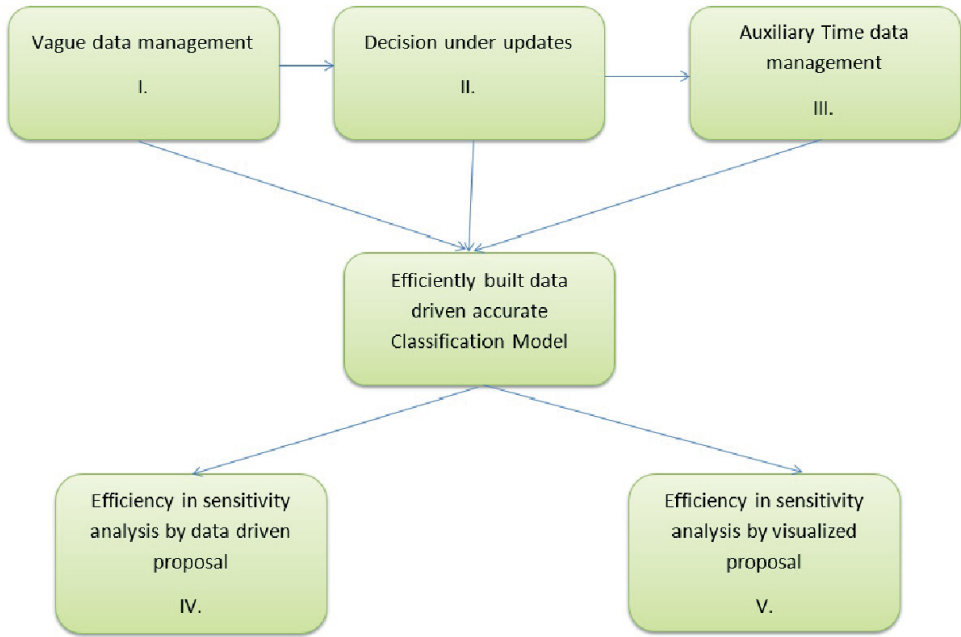 Vague data management
I.
Decision under updates
II.
Auxiliary Time data
management
III.
Efficiently built data
driven accurate
Classification Model
Efficiency in sensitivity
analysis by data driven
proposal
IV.
Efficiency in sensitivity
analysis by visualized
proposal
V.